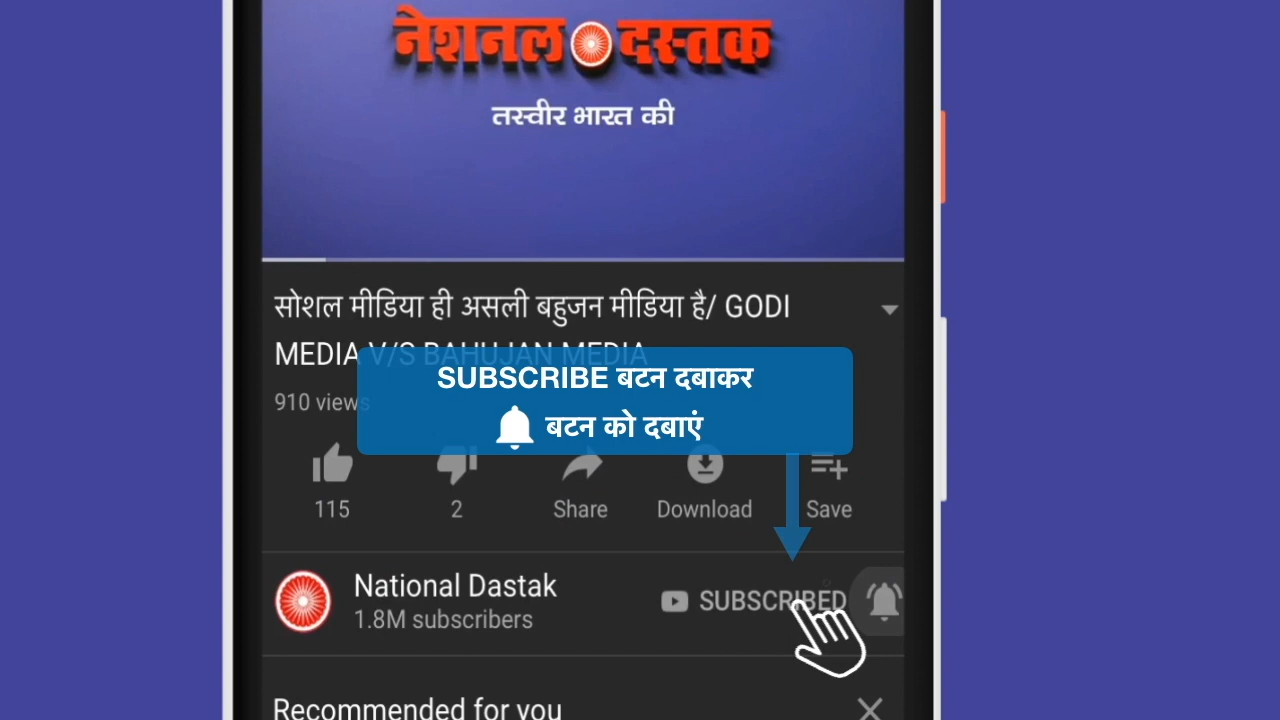 नेशनल दस्तक
तस्वीर भारत की
सोशल मीडिया ही असली बहुजन मीडिया है/ GODI
MEDIA V/S BAHUJAN MEDIA
910 views
SUBSCRIBE बटन दबाकर
बटन को दबाएं
115
2
Share
Download
Save
National Dastak
SUBSCRIBED
1.8M subscribers
Recommended for you